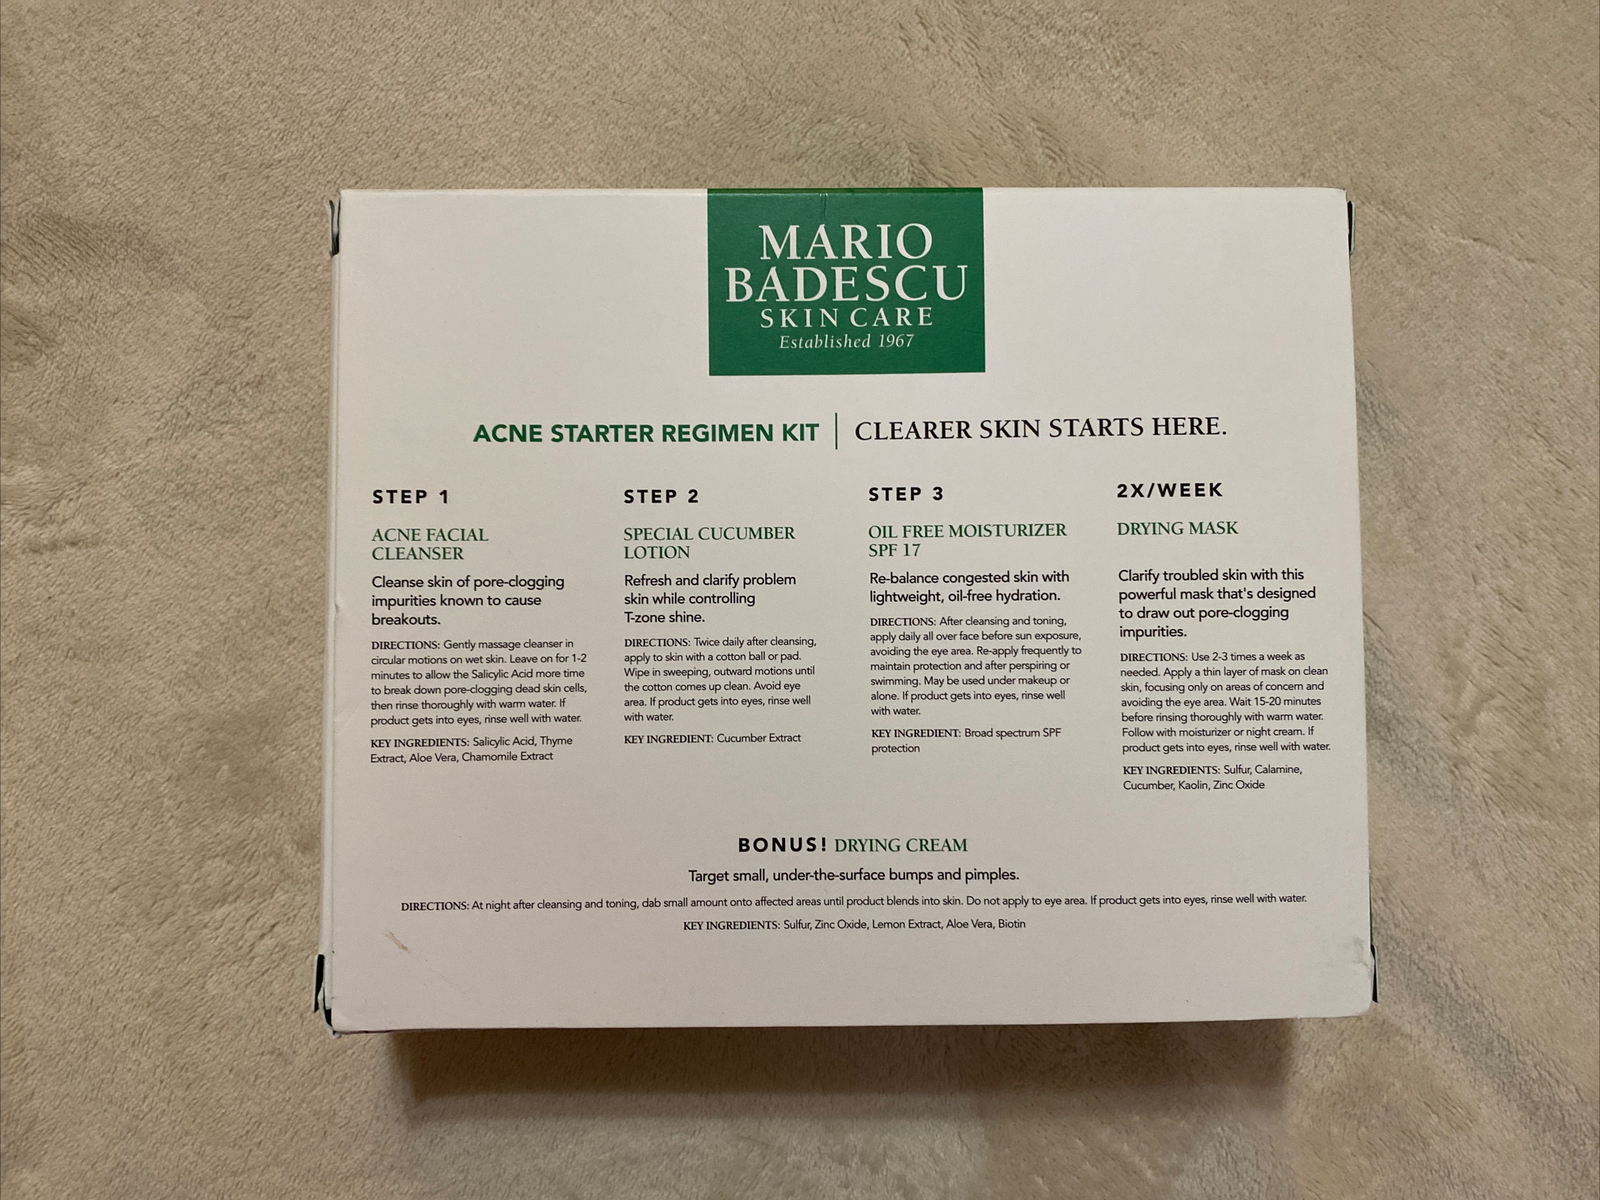 MARIO
BADESCU
SKIN CARE
Established 1967
ACNE STARTER REGIMEN KIT | CLEARER SKIN STARTS HERE.
STEP 1
ACNE FACIAL
CLEANSER
Cleanse skin of pore-clogging
impurities known to cause
breakouts.
DIRECTIONS: Gently massage cleanser in
circular motions on wet skin. Leave on for 1-2
minutes to allow the Salicylic Acid more time
to break down pore-clogging dead skin cells,
then rinse thoroughly with warm water. If
product gets into eyes, rinse well with water.
KEY INGREDIENTS: Salicylic Acid, Thyme
Extract, Aloe Vera, Chamomile Extract
STEP 2
SPECIAL CUCUMBER
LOTION
Refresh and clarify problem
skin while controlling
T-zone shine.
DIRECTIONS: Twice daily after cleansing,
apply to skin with a cotton ball or pad.
Wipe in sweeping, outward motions until
the cotton comes up clean. Avoid eye
area. If product gets into eyes, rinse well
with water.
KEY INGREDIENT: Cucumber Extract
STEP 3
OIL FREE MOISTURIZER
SPF 17
Re-balance congested skin with
lightweight, oil-free hydration.
DIRECTIONS: After cleansing and toning,
apply daily all over face before sun exposure,
avoiding the eye area. Re-apply frequently to
maintain protection and after perspiring or
swimming. May be used under makeup or
alone. If product gets into eyes, rinse well
with water.
KEY INGREDIENT: Broad spectrum SPF
protection
2X/WEEK
DRYING MASK
Clarify troubled skin with this
powerful mask that's designed
to draw out pore-clogging
impurities.
DIRECTIONS: Use 2-3 times a week as
needed. Apply a thin layer of mask on clean
skin, focusing only on areas of concern and
avoiding the eye area. Wait 15-20 minutes
before rinsing thoroughly with warm water.
Follow with moisturizer or night cream. If
product gets into eyes, rinse well with water.
KEY INGREDIENTS: Sulfur, Calamine,
Cucumber, Kaolin, Zinc Oxide
BONUS! DRYING CREAM
Target small, under-the-surface bumps and pimples.
DIRECTIONS: At night after cleansing and toning, dab small amount onto affected areas until product blends into skin. Do not apply to eye area. If product gets into eyes, rinse well with water.
KEY INGREDIENTS: Sulfur, Zinc Oxide, Lemon Extract, Aloe Vera, Biotin